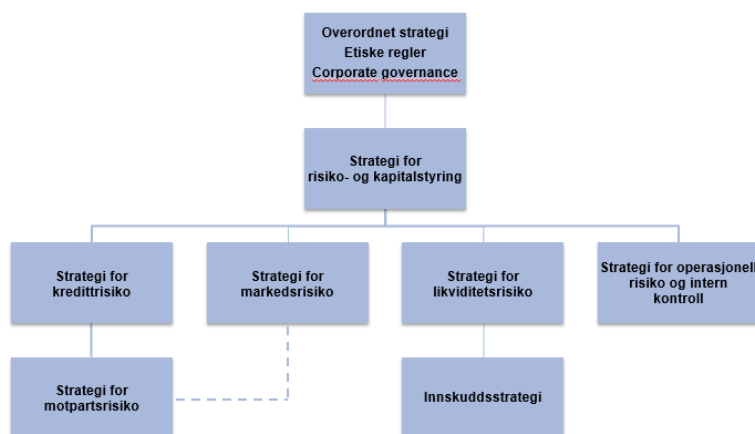 Overordnet strategi
Etiske regler
Corporate governance
Strategi for
risiko- og kapitalstyring
Strategi for
kredittrisiko
Strategi for
markedsrisiko
Strategi for
likviditetsrisiko
Strategi for operasjonell
risiko og intern
kontroll
Strategi for
motpartsrisiko
Innskuddsstrategi